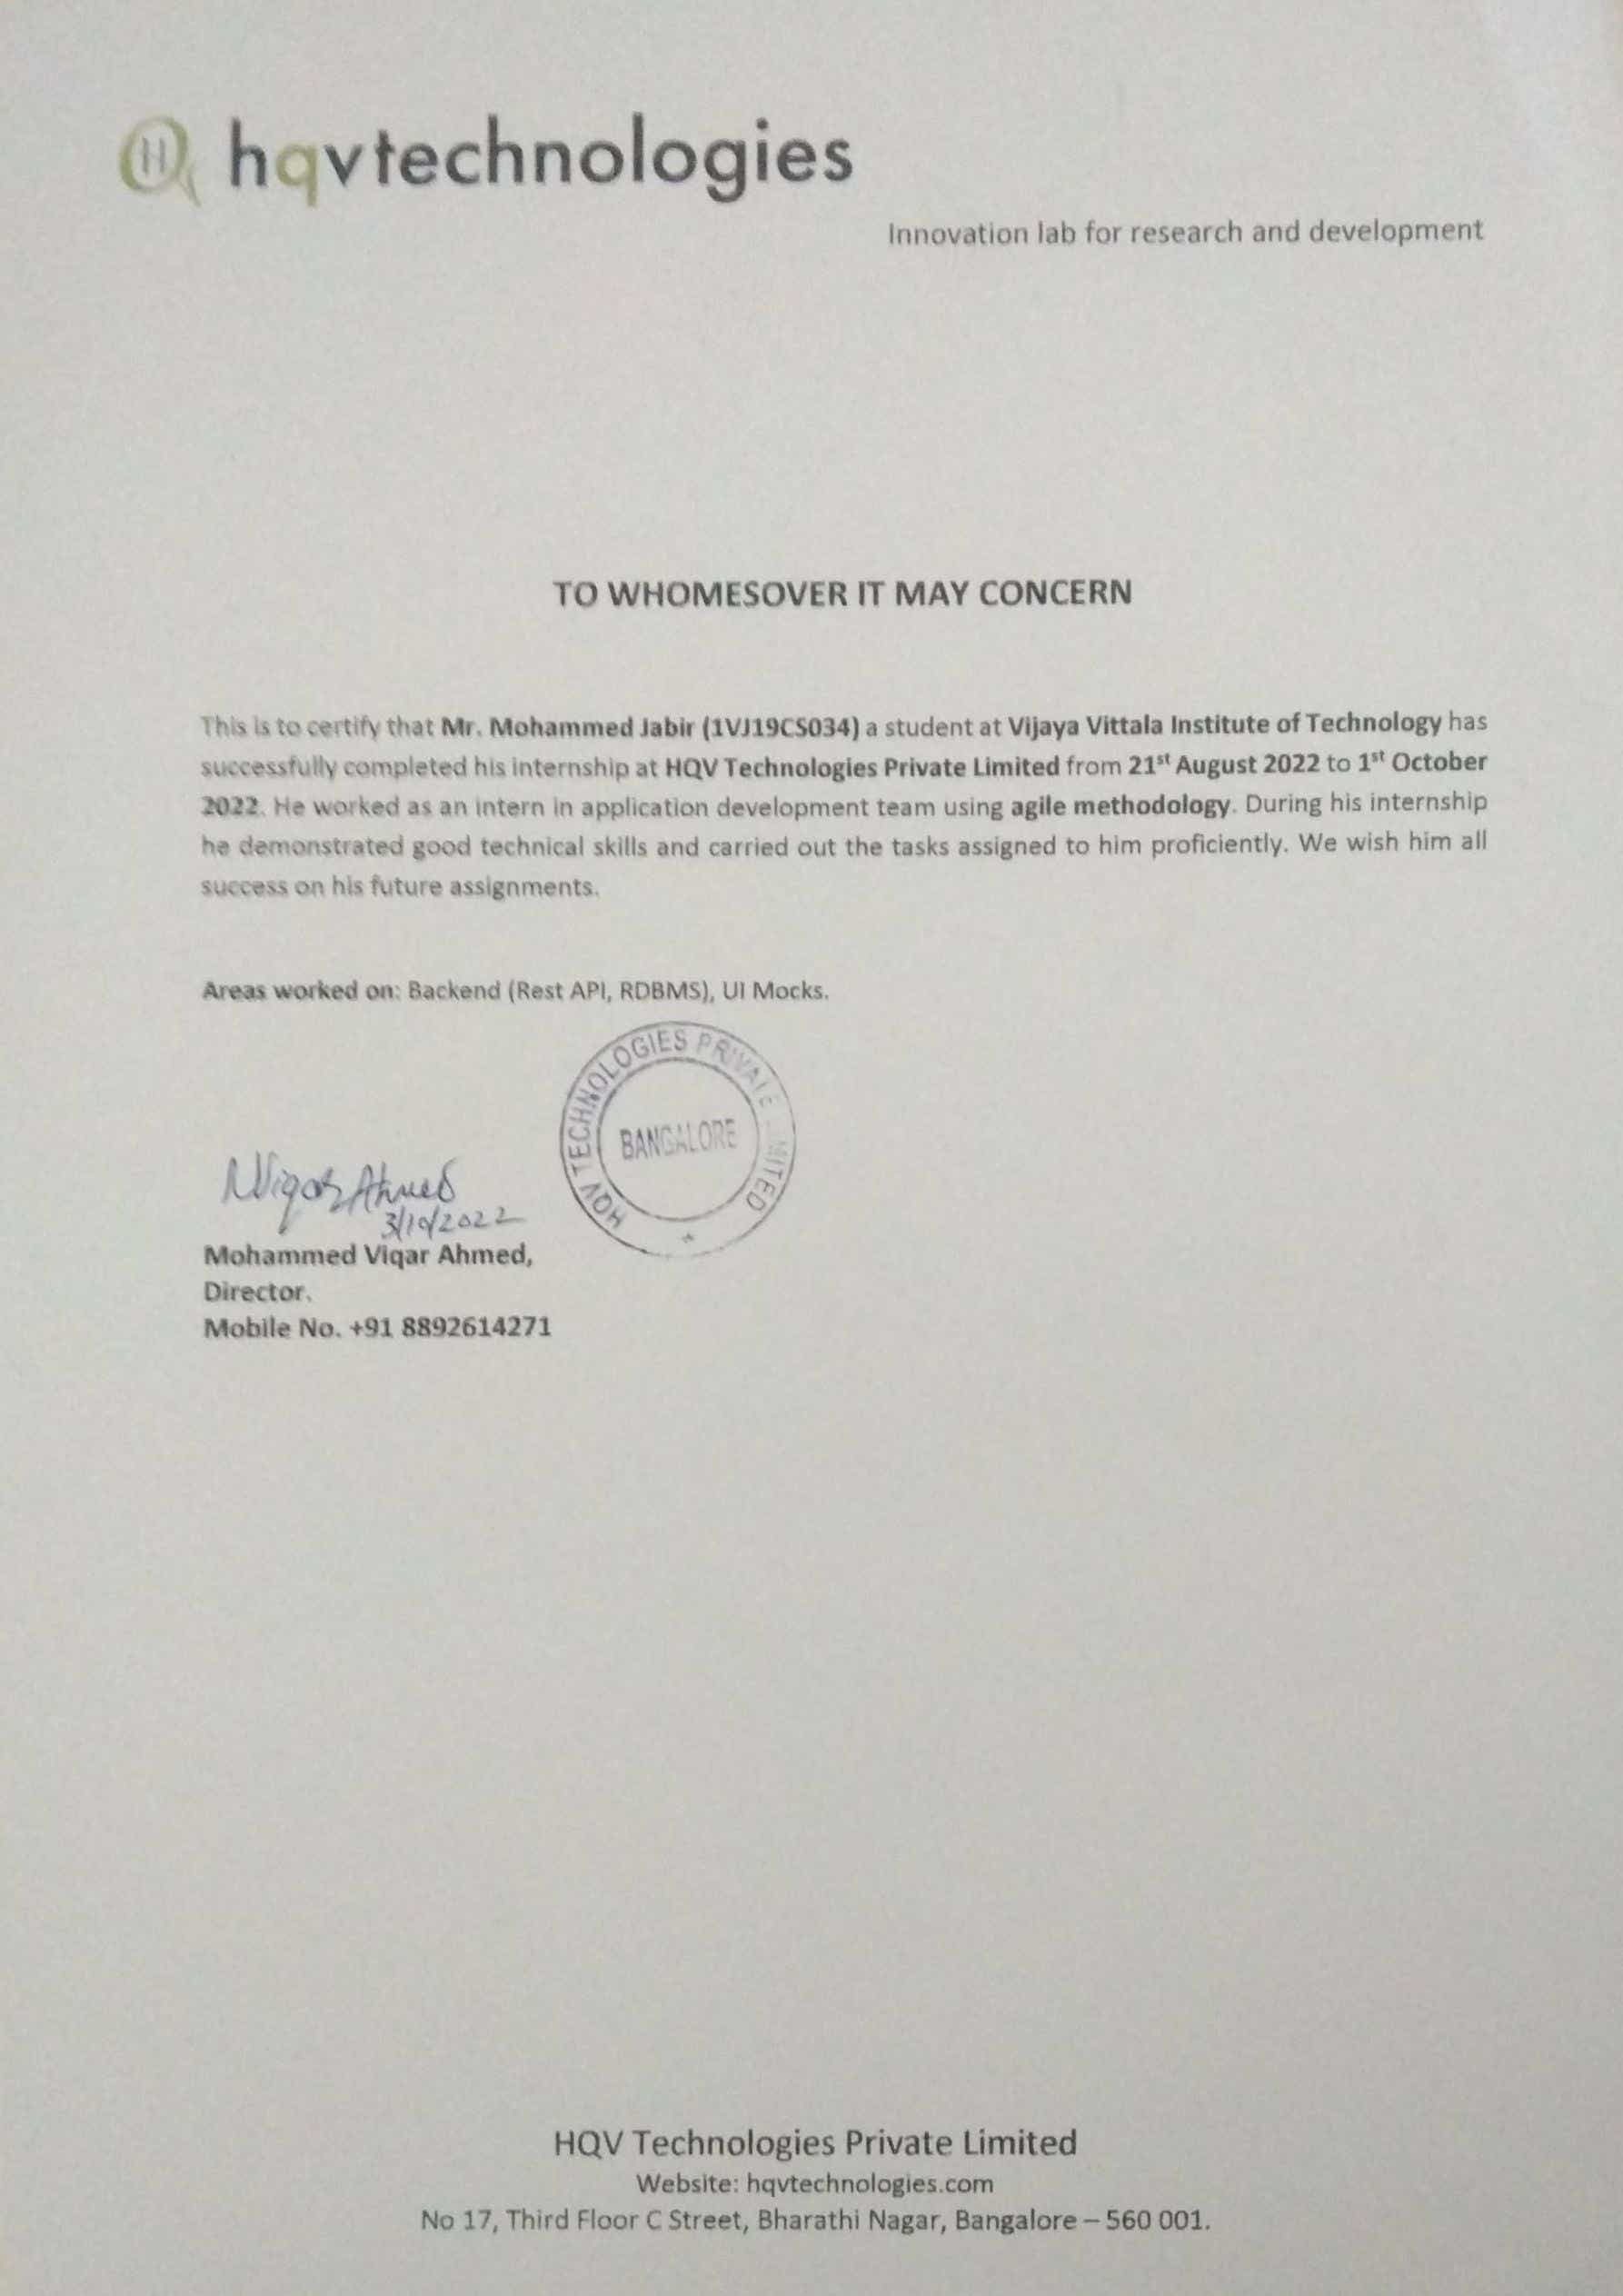 hqvtechnologies
Innovation lab for research and development
TO WHOMESOVER IT MAY CONCERN
This is to certify that Mr. Mohammed Jabir (1VJ19CS034) a student at Vijaya Vittala Institute of Technology has
successfully completed his internship at HQV Technologies Private Limited from 21st August 2022 to 1st October
2022. He worked as an intern in application development team using agile methodology. During his internship
he demonstrated good technical skills and carried out the tasks assigned to him proficiently. We wish him all
success on his future assignments.
Areas worked on: Backend (Rest API, RDBMS), UI Mocks.
HQV TECHNOLOGIES PRIVATE
BANGALORE
Viqar Ahmed
3/10/2022
Mohammed Viqar Ahmed,
Director.
Mobile No. +91 8892614271
HQV Technologies Private Limited
Website: hqvtechnologies.com
No 17, Third Floor C Street, Bharathi Nagar, Bangalore – 560 001.